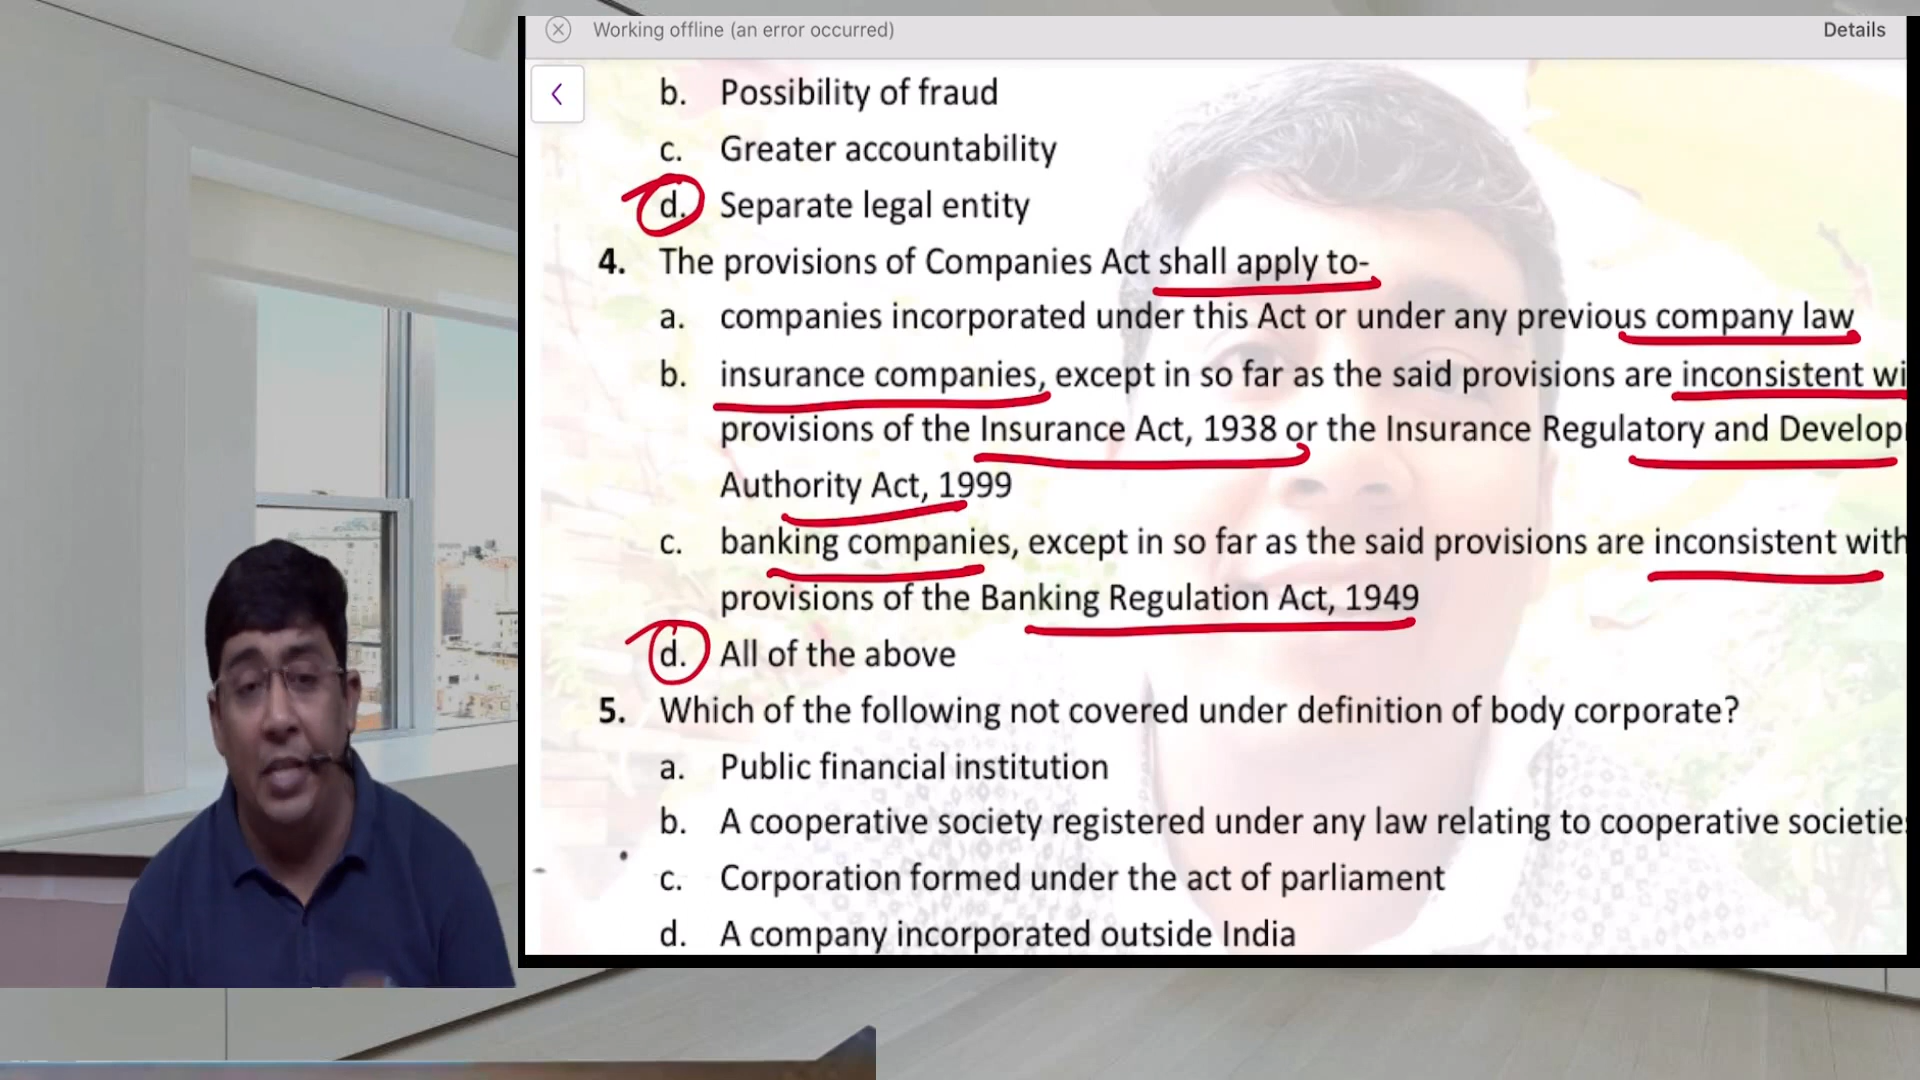 Working offline (an error occurred)
Details
b. Possibility of fraud
c. Greater accountability
d. Separate legal entity
4. The provisions of Companies Act shall apply to-
a. companies incorporated under this Act or under any previous company law
b. insurance companies, except in so far as the said provisions are inconsistent wi
provisions of the Insurance Act, 1938 or the Insurance Regulatory and Develop
Authority Act, 1999
c. banking companies, except in so far as the said provisions are inconsistent with
provisions of the Banking Regulation Act, 1949
d. All of the above
5. Which of the following not covered under definition of body corporate?
a. Public financial institution
b. A cooperative society registered under any law relating to cooperative societies
c. Corporation formed under the act of parliament
d. A company incorporated outside India